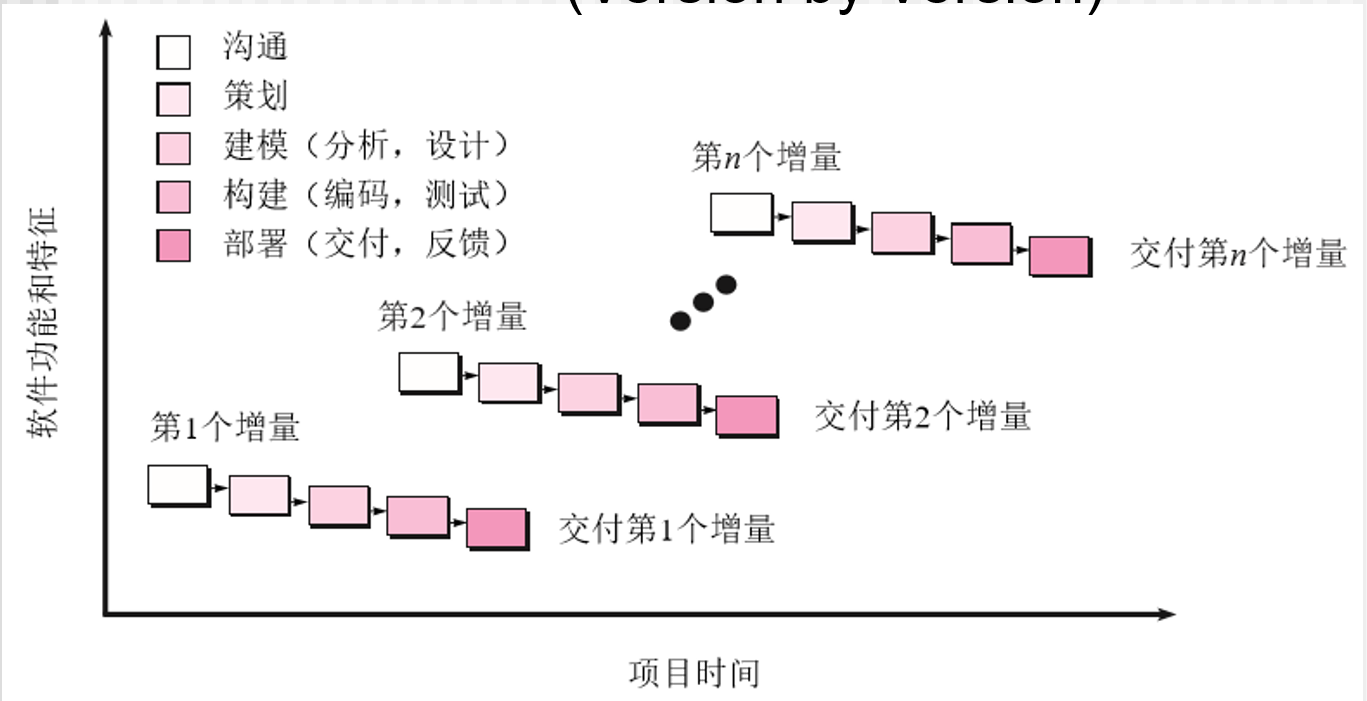 (version by version)
沟通
策划
建模（分析，设计）
构建（编码，测试）
部署（交付，反馈）
第n个增量
交付第n个增量
第2个增量
交付第2个增量
第1个增量
交付第1个增量
软件功能和特征
项目时间